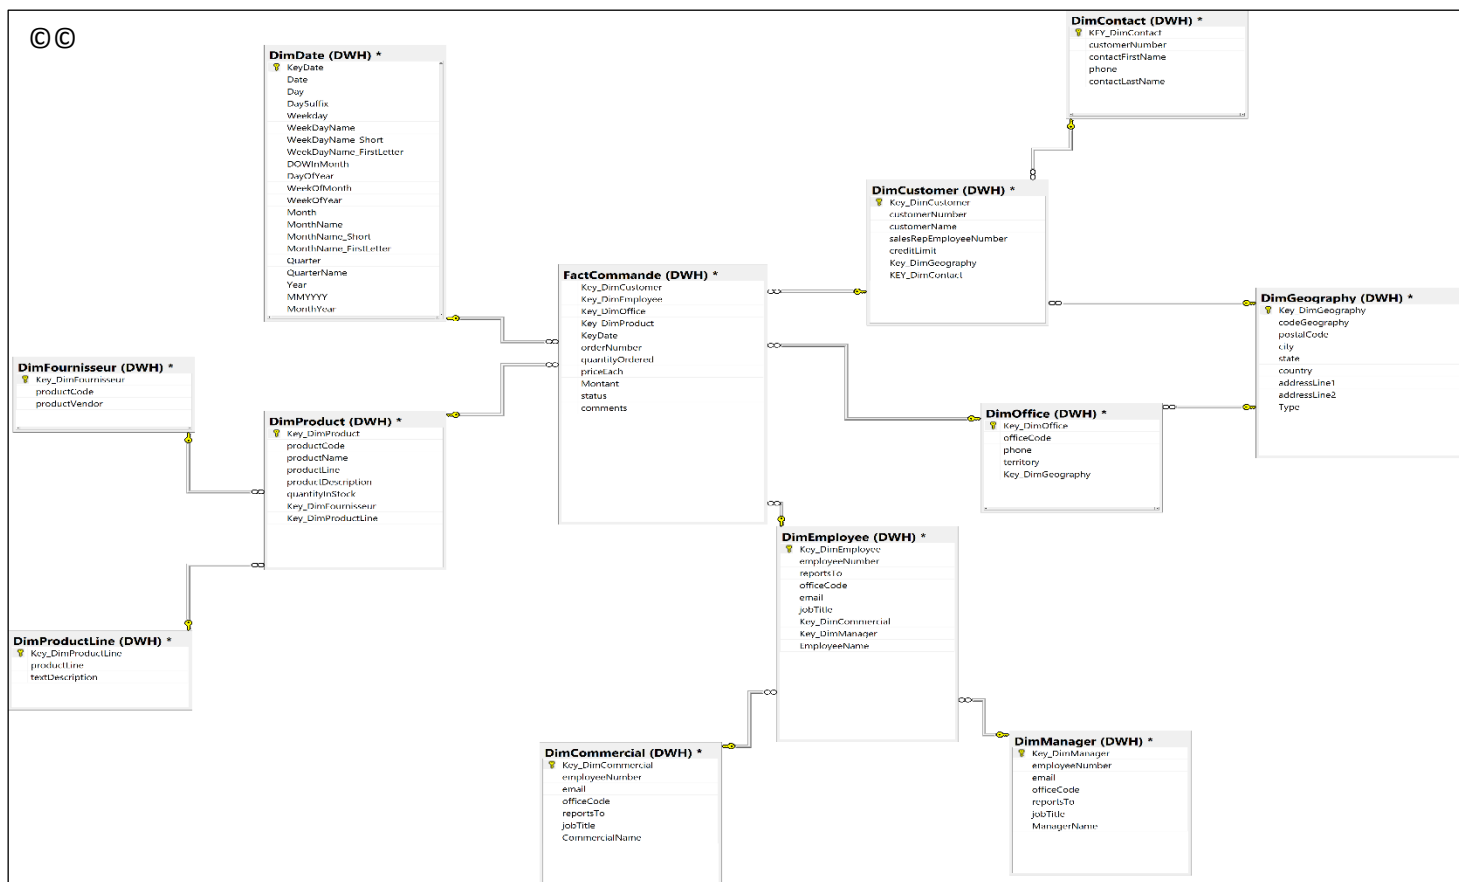 ©©
DimDate (DWH) *
KeyDate
Date
Day
DaySuffix
Weekday
WeekDayName
WeekDayName_Short
WeekDayName_FirstLetter
DOWInMonth
DayOfYear
WeekOfMonth
WeekOfYear
Month
MonthName
MonthName_Short
MonthName_FirstLetter
Quarter
QuarterName
Year
MMYYYY
MonthYear
DimContact (DWH) *
KEY_DimContact
customerNumber
contactFirstName
phone
contactLastName
DimCustomer (DWH) *
Key_DimCustomer
customerNumber
customerName
salesRepEmployeeNumber
creditLimit
Key_DimGeography
KEY_DimContact
FactCommande (DWH) *
Key_DimCustomer
Key_DimEmployee
Key_DimOffice
Key_DimProduct
KeyDate
orderNumber
quantityOrdered
priceEach
Montant
status
comments
DimGeography (DWH) *
Key_DimGeography
codeGeography
postalCode
city
state
country
addressLine1
addressLine2
Type
DimFournisseur (DWH) *
Key_DimFournisseur
productCode
productVendor
DimProduct (DWH) *
Key_DimProduct
productCode
productName
productLine
productDescription
quantityInStock
Key_DimFournisseur
Key_DimProductLine
DimOffice (DWH) *
Key_DimOffice
officeCode
phone
territory
Key_DimGeography
DimEmployee (DWH) *
Key_DimEmployee
employeeNumber
reportsTo
officeCode
email
jobTitle
Key_DimCommercial
Key_DimManager
EmployeeName
DimProductLine (DWH) *
Key_DimProductLine
productLine
textDescription
DimCommercial (DWH) *
Key_DimCommercial
employeeNumber
email
officeCode
reportsTo
jobTitle
CommercialName
DimManager (DWH) *
Key_DimManager
employeeNumber
email
officeCode
reportsTo
jobTitle
ManagerName